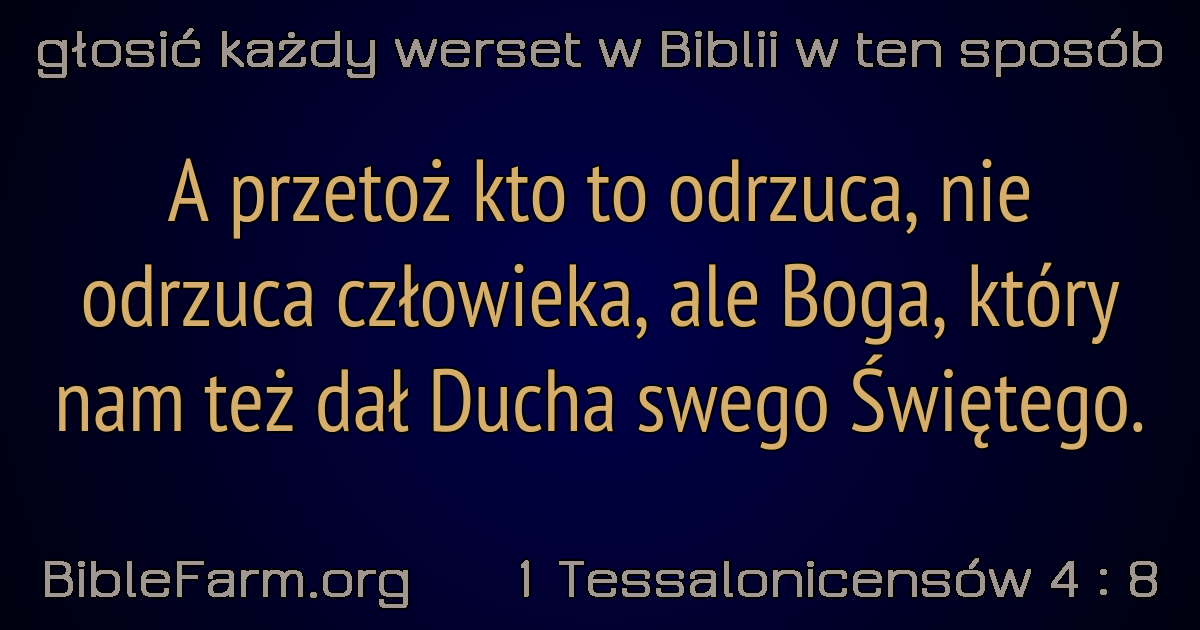 głosić każdy werset w Biblii w ten sposób
A przetoż kto to odrzuca, nie
odrzuca człowieka, ale Boga, który
nam też dał Ducha swego Świętego.
BibleFarm.org 1 Tessalonicensów 4 : 8